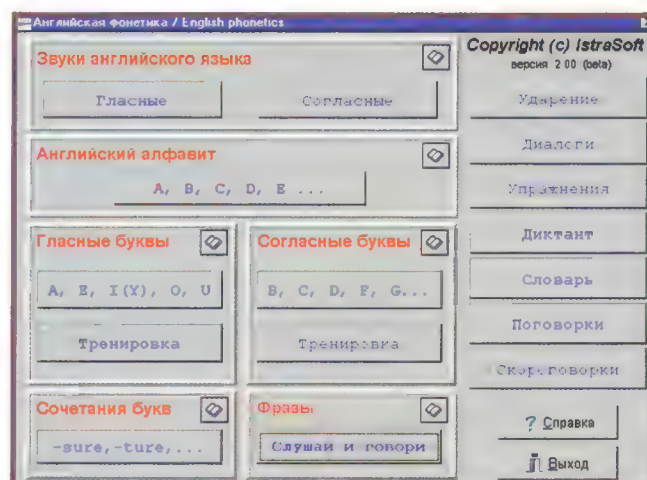 Английская фонетика / English phonetics
Звуки английского языка
Гласные
Согласные
Английский алфавит
A, B, C, D, E ...
Гласные буквы
A, E, I(Y), O, U
Тренировка
Согласные буквы
B, C, D, F, G...
Тренировка
Сочетания букв
-sure,-ture,...
Фразы
Слушай и говори
Copyright (c) IstraSoft
версия 2.00 (beta)
Ударение
Диалоги
Упражнения
Диктант
Словарь
Поговорки
Скороговорки
? Справка
Выход